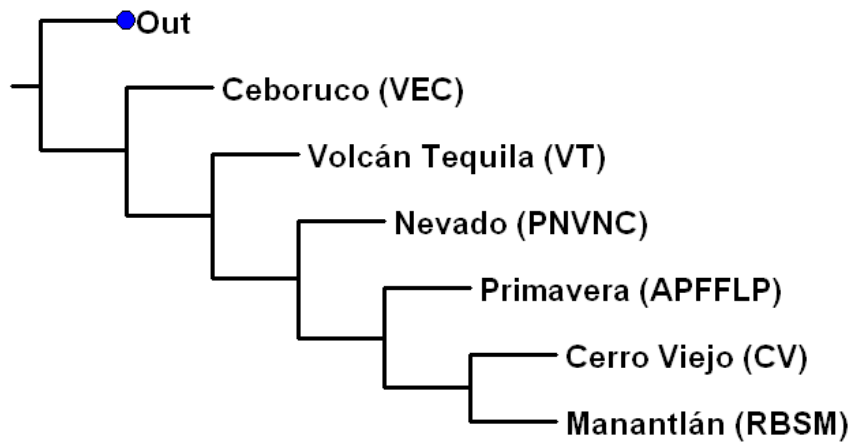 Out
Ceboruco (VEC)
Volcán Tequila (VT)
Nevado (PNVNC)
Primavera (APFFLP)
Cerro Viejo (CV)
Manantlán (RBSM)